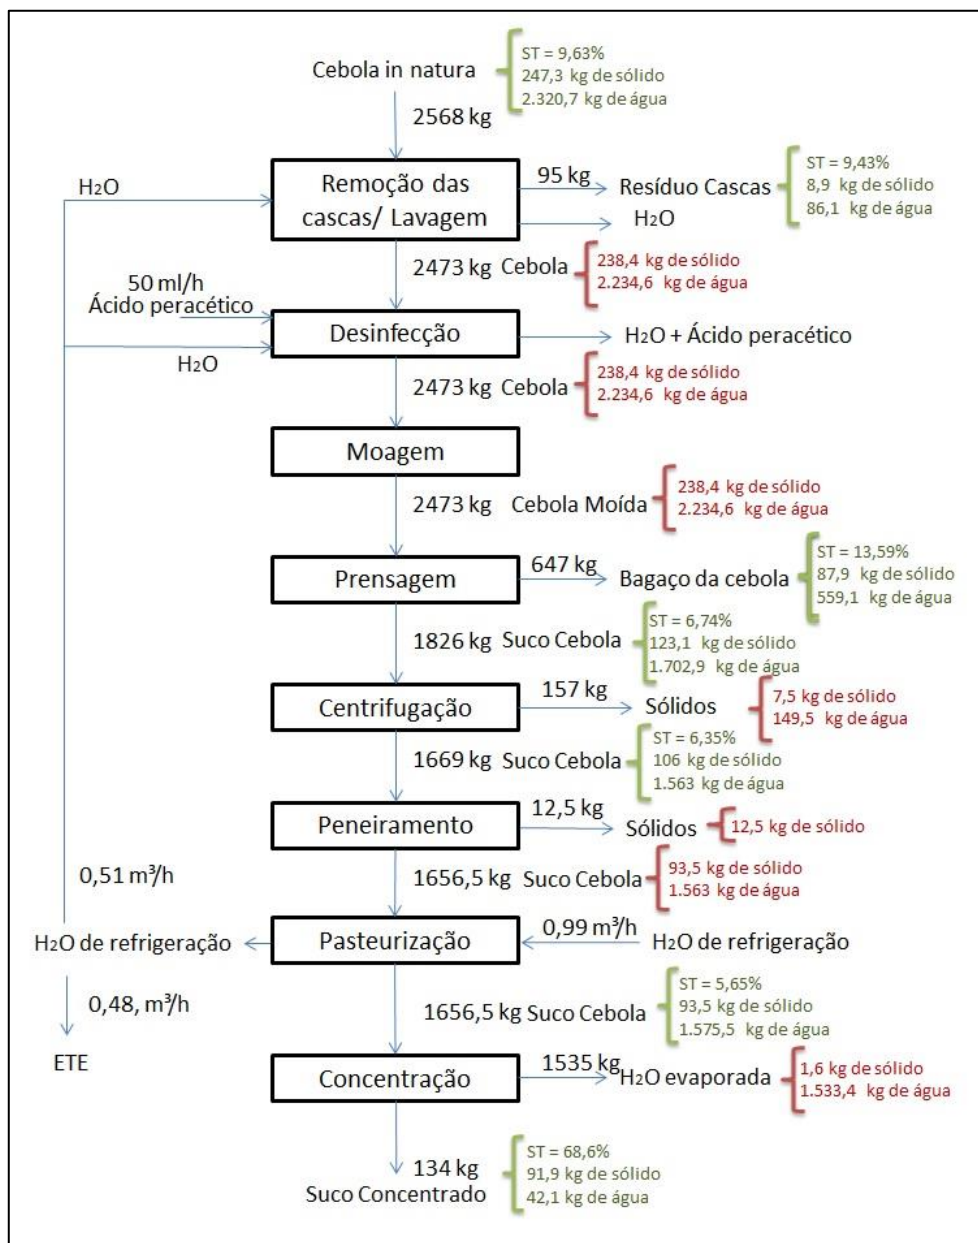 Cebola in natura
ST = 9,63%
247,3 kg de sólido
2.320,7 kg de água
2568 kg
H₂O
Remoção das
cascas/ Lavagem
95 kg
Resíduo Cascas
ST = 9,43%
8,9 kg de sólido
86,1 kg de água
H₂O
2473 kg Cebola
238,4 kg de sólido
2.234,6 kg de água
50 ml/h
Ácido peracético
H₂O
Desinfecção
H₂O + Ácido peracético
2473 kg Cebola
238,4 kg de sólido
2.234,6 kg de água
Moagem
2473 kg Cebola Moída
238,4 kg de sólido
2.234,6 kg de água
Prensagem
647 kg
Bagaço da cebola
ST = 13,59%
87,9 kg de sólido
559,1 kg de água
1826 kg Suco Cebola
ST = 6,74%
123,1 kg de sólido
1.702,9 kg de água
Centrifugação
157 kg
Sólidos
7,5 kg de sólido
149,5 kg de água
1669 kg Suco Cebola
ST = 6,35%
106 kg de sólido
1.563 kg de água
Peneiramento
12,5 kg
Sólidos
12,5 kg de sólido
1656,5 kg Suco Cebola
93,5 kg de sólido
1.563 kg de água
0,51 m³/h
H₂O de refrigeração
Pasteurização
0,99 m³/h
H₂O de refrigeração
0,48, m³/h
ETE
1656,5 kg Suco Cebola
ST = 5,65%
93,5 kg de sólido
1.575,5 kg de água
Concentração
1535 kg
H₂O evaporada
1,6 kg de sólido
1.533,4 kg de água
134 kg
Suco Concentrado
ST = 68,6%
91,9 kg de sólido
42,1 kg de água